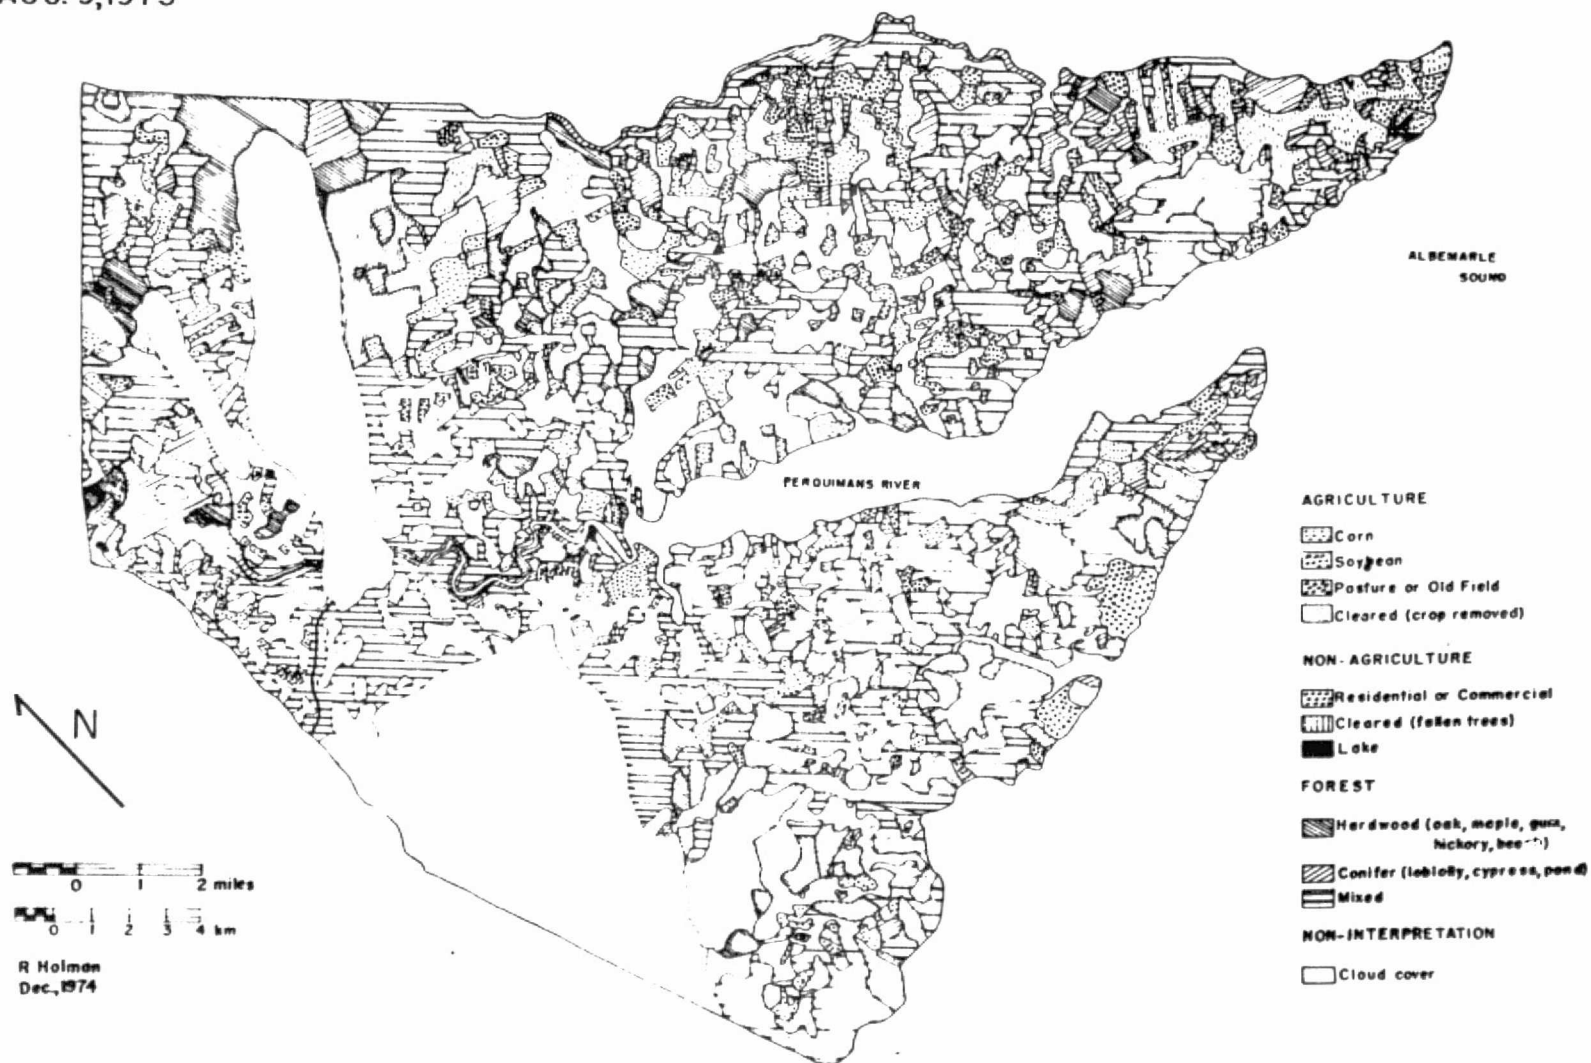 ALBEMARLE
SOUND
PERQUIMANS RIVER
AGRICULTURE
Corn
Soybean
Pasture or Old Field
Cleared (crop removed)
NON-AGRICULTURE
Residential or Commercial
Cleared (fallen trees)
Lake
FOREST
Hardwood (oak, maple, gum,
hickory,
Conifer (loblolly, cypress, pond)
Mixed
NON-INTERPRETATION
Cloud cover
N
0 1 2 miles
0 1 2 3 4 km
R Holman
Dec., 1974